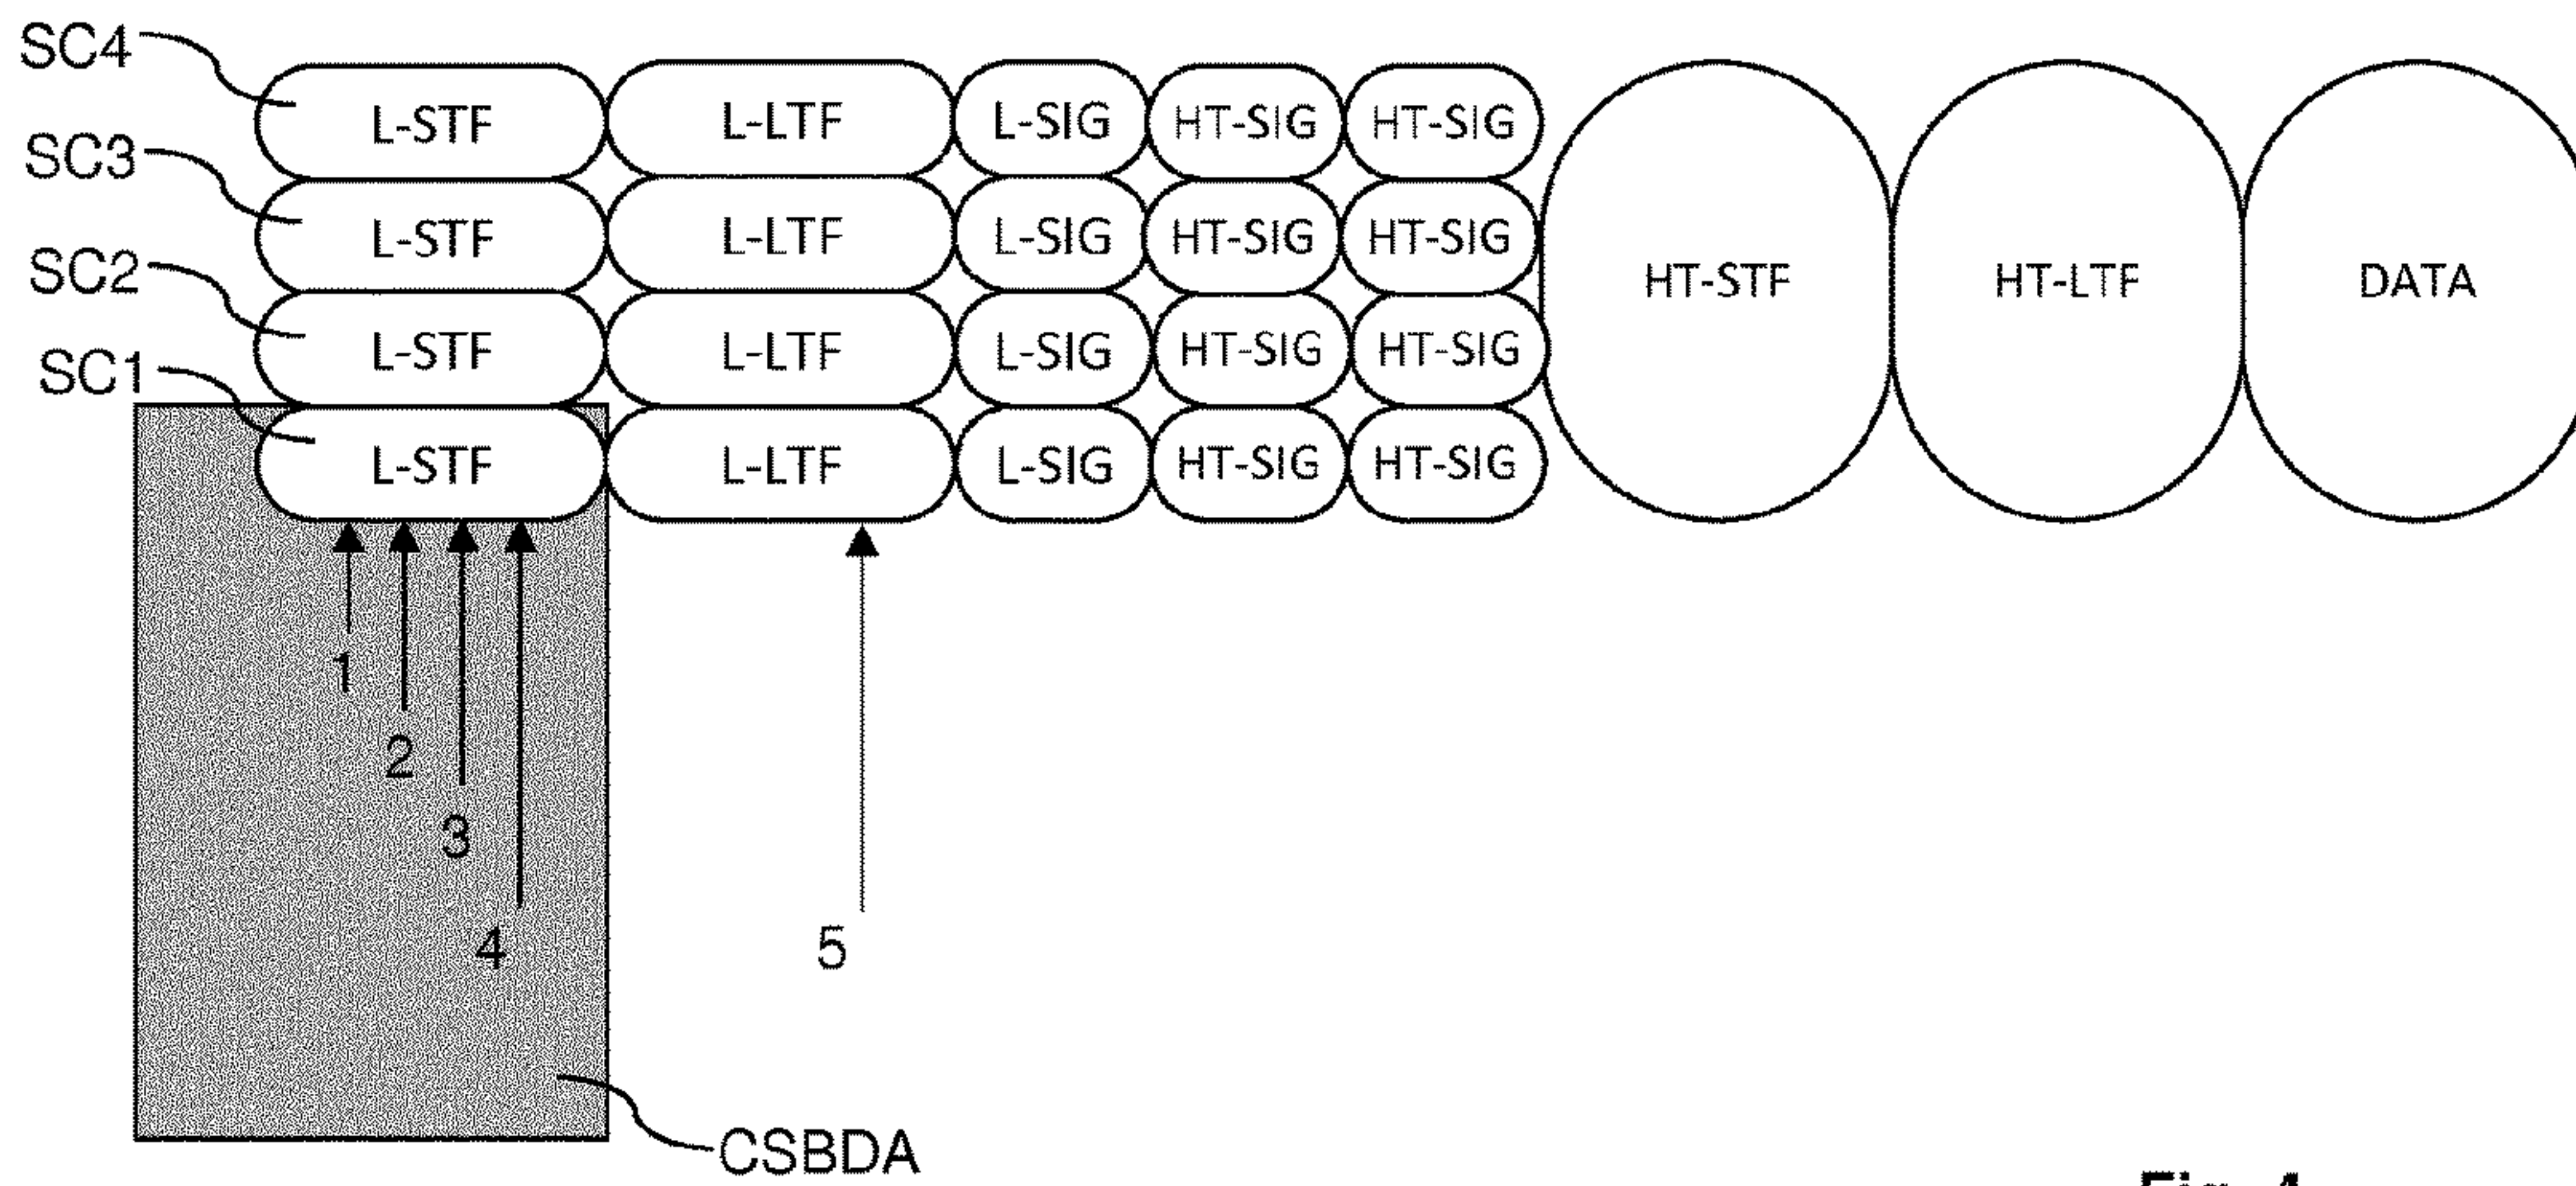 SC4
L-STF L-LTF L-SIG HT-SIG HT-SIG
SC3
L-STF L-LTF L-SIG HT-SIG HT-SIG
SC2
HT-STF HT-LTF DATA
L-STF L-LTF L-SIG HT-SIG HT-SIG
SC1
L-STF L-LTF L-SIG HT-SIG HT-SIG
1
2
3
4
5
CSBDA